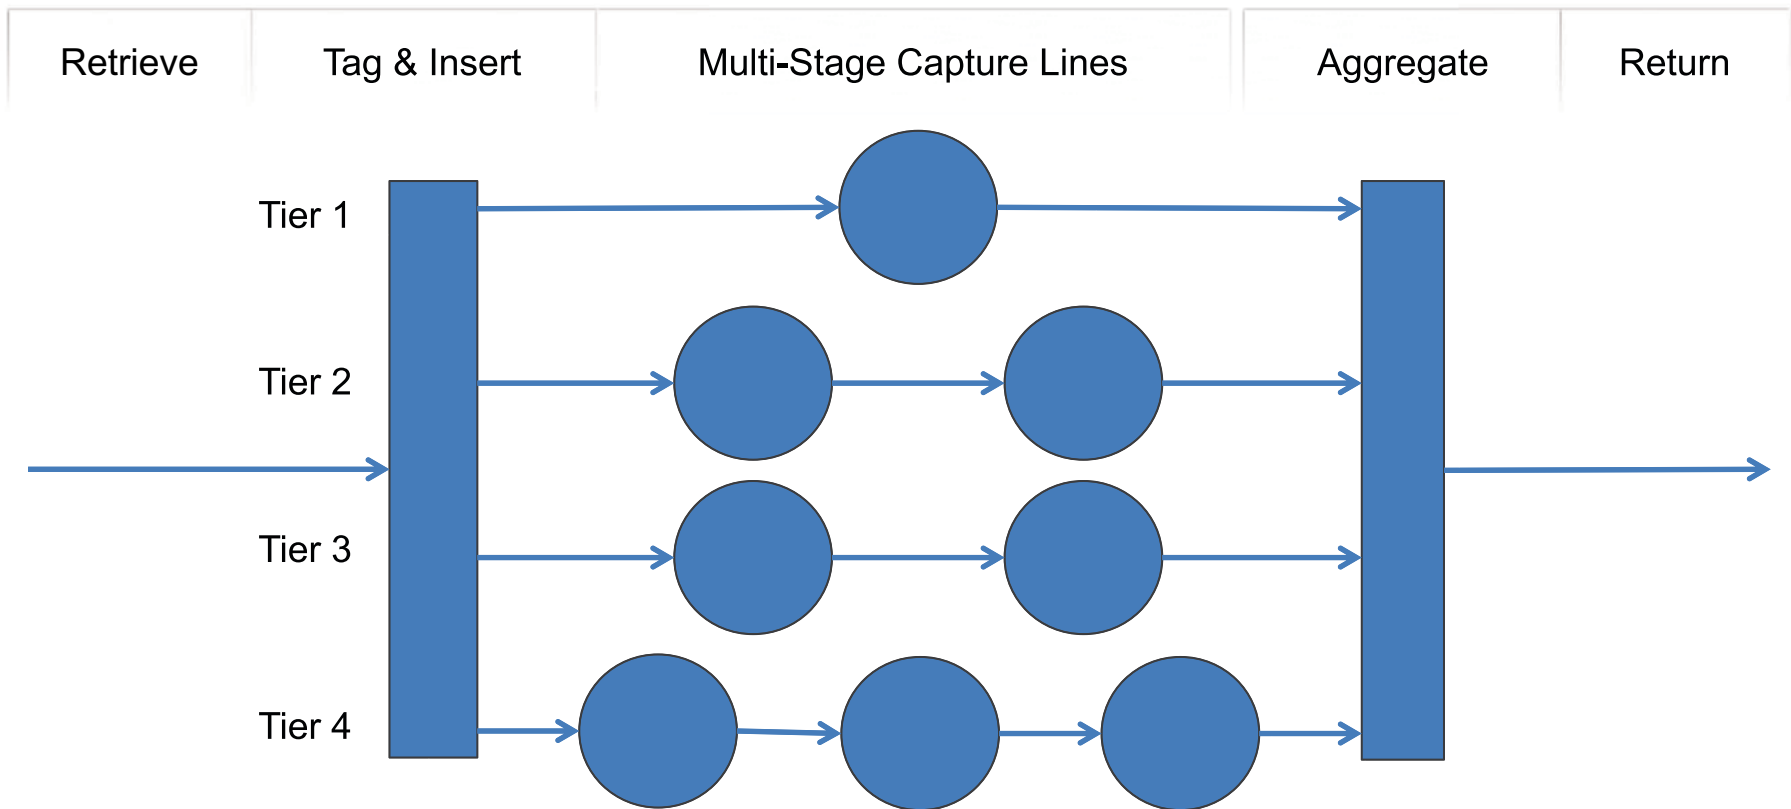 Retrieve
Tag & Insert
Multi-Stage Capture Lines
Aggregate
Return
Tier 1
Tier 2
Tier 3
Tier 4